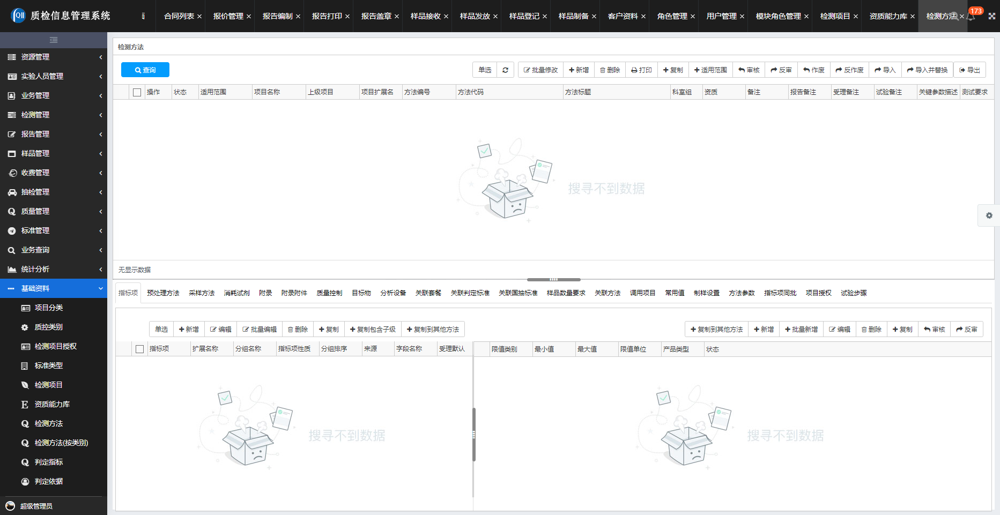 质检信息管理系统
合同列表 × 报价管理 × 报告编制 × 报告打印 × 报告盖章 × 样品接收 × 样品发放 × 样品登记 × 样品制备 × 客户资料 × 角色管理 × 用户管理 × 模块角色管理 × 检测项目 × 资质能力库 × 检测方法 × 173
资源管理
实验人员管理
业务管理
检测管理
报告管理
样品管理
收费管理
抽检管理
质量管理
标准管理
业务查询
统计分析
基础资料
项目分类
质控类别
检测项目授权
标准类型
检测项目
资质能力库
检测方法
检测方法(按类别)
判定指标
判定依据
超级管理员
检测方法
查询 单选 批量修改 新增 删除 打印 复制 适用范围 审核 反审 作废 反作废 导入 导入并替换 导出
操作 状态 适用范围 项目名称 上级项目 项目扩展名 方法编号 方法代码 方法标题 科室组 资质 备注 报告备注 受理备注 试验备注 关键参数描述 测试要求
搜寻不到数据
无显示数据
指标项 预处理方法 采样方法 消耗试剂 附录 附录附件 质量控制 目标物 分析设备 关联套餐 关联判定标准 关联国抽标准 样品数量要求 关联方法 调用项目 常用值 制样设置 方法参数 指标项同批 项目授权 试验步骤
单选 新增 编辑 批量编辑 删除 复制 复制包含子级 复制到其他方法
指标项 扩展名称 分组名称 指标项性质 分组排序 来源 字段名称 受理默认
搜寻不到数据
复制到其他方法 新增 批量新增 编辑 删除 复制 审核 反审
限值类别 最小值 最大值 限值单位 产品类型 状态
搜寻不到数据